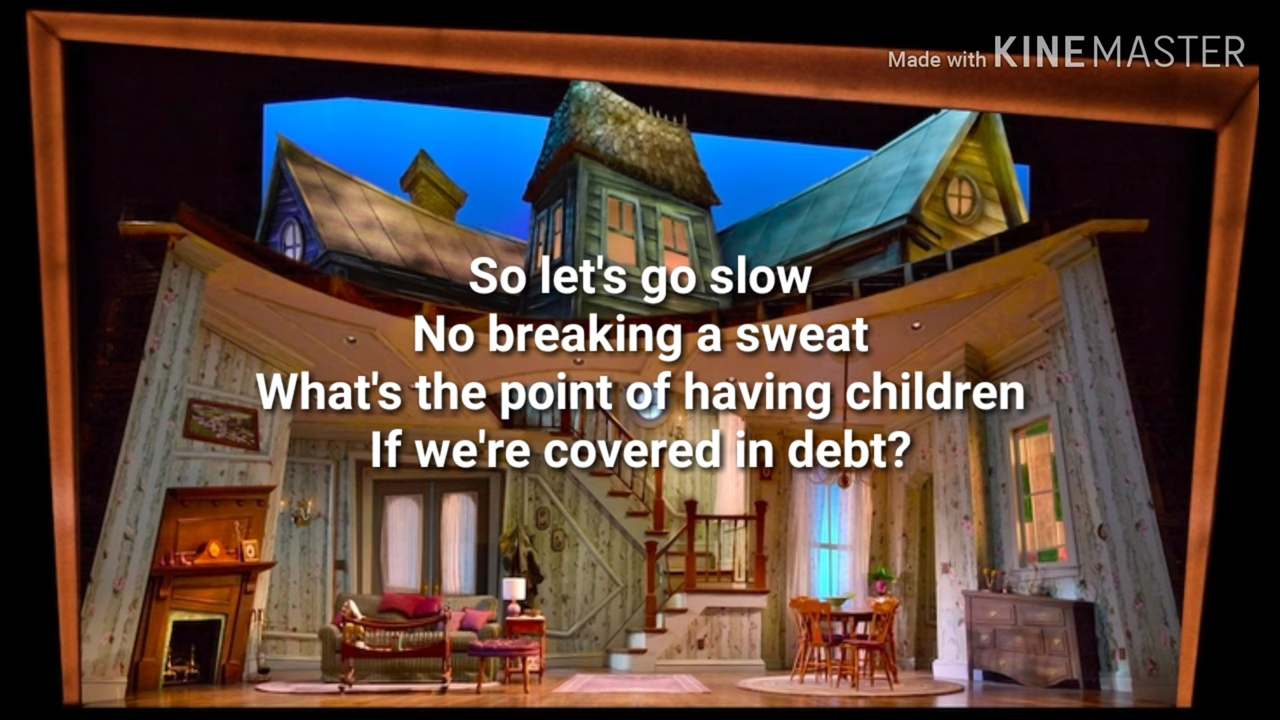 Made with KINEMASTER
So let's go slow
No breaking a sweat
What's the point of having children
If we're covered in debt?